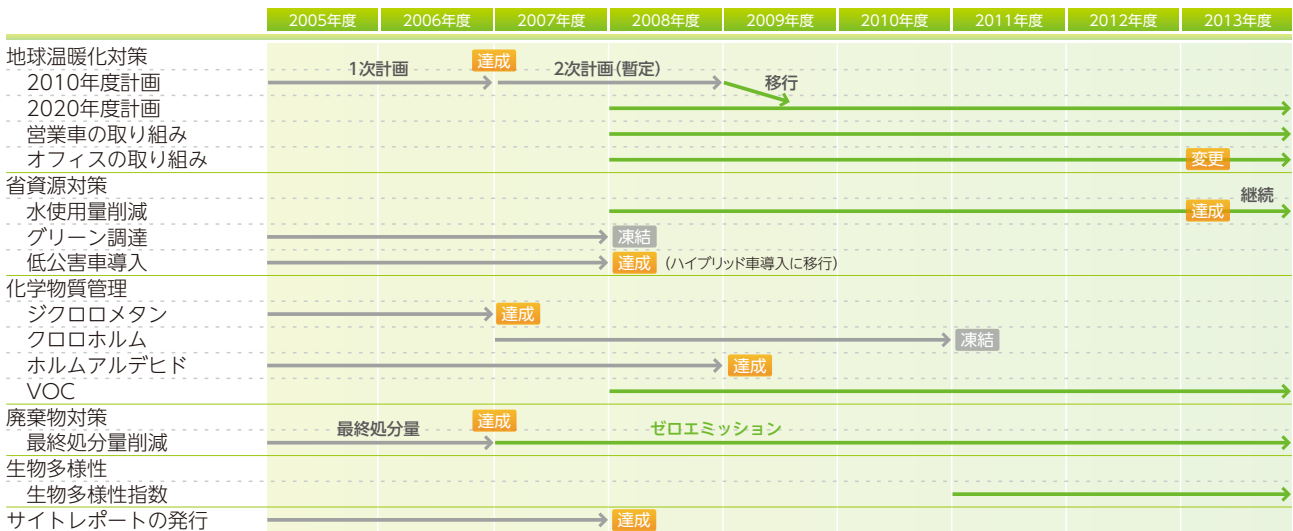 2005年度 2006年度 2007年度 2008年度 2009年度 2010年度 2011年度 2012年度 2013年度
地球温暖化対策
達成
2010年度計画 1次計画 2次計画(暫定) 移行
2020年度計画
営業車の取り組み
オフィスの取り組み 変更
省資源対策
継続
水使用量削減 達成
グリーン調達 凍結
低公害車導入 達成 (ハイブリッド車導入に移行)
化学物質管理
ジクロロメタン 達成
クロロホルム 凍結
ホルムアルデヒド 達成
VOC
廃棄物対策 達成
最終処分量削減 最終処分量 ゼロエミッション
生物多様性
生物多様性指数
サイトレポートの発行 達成